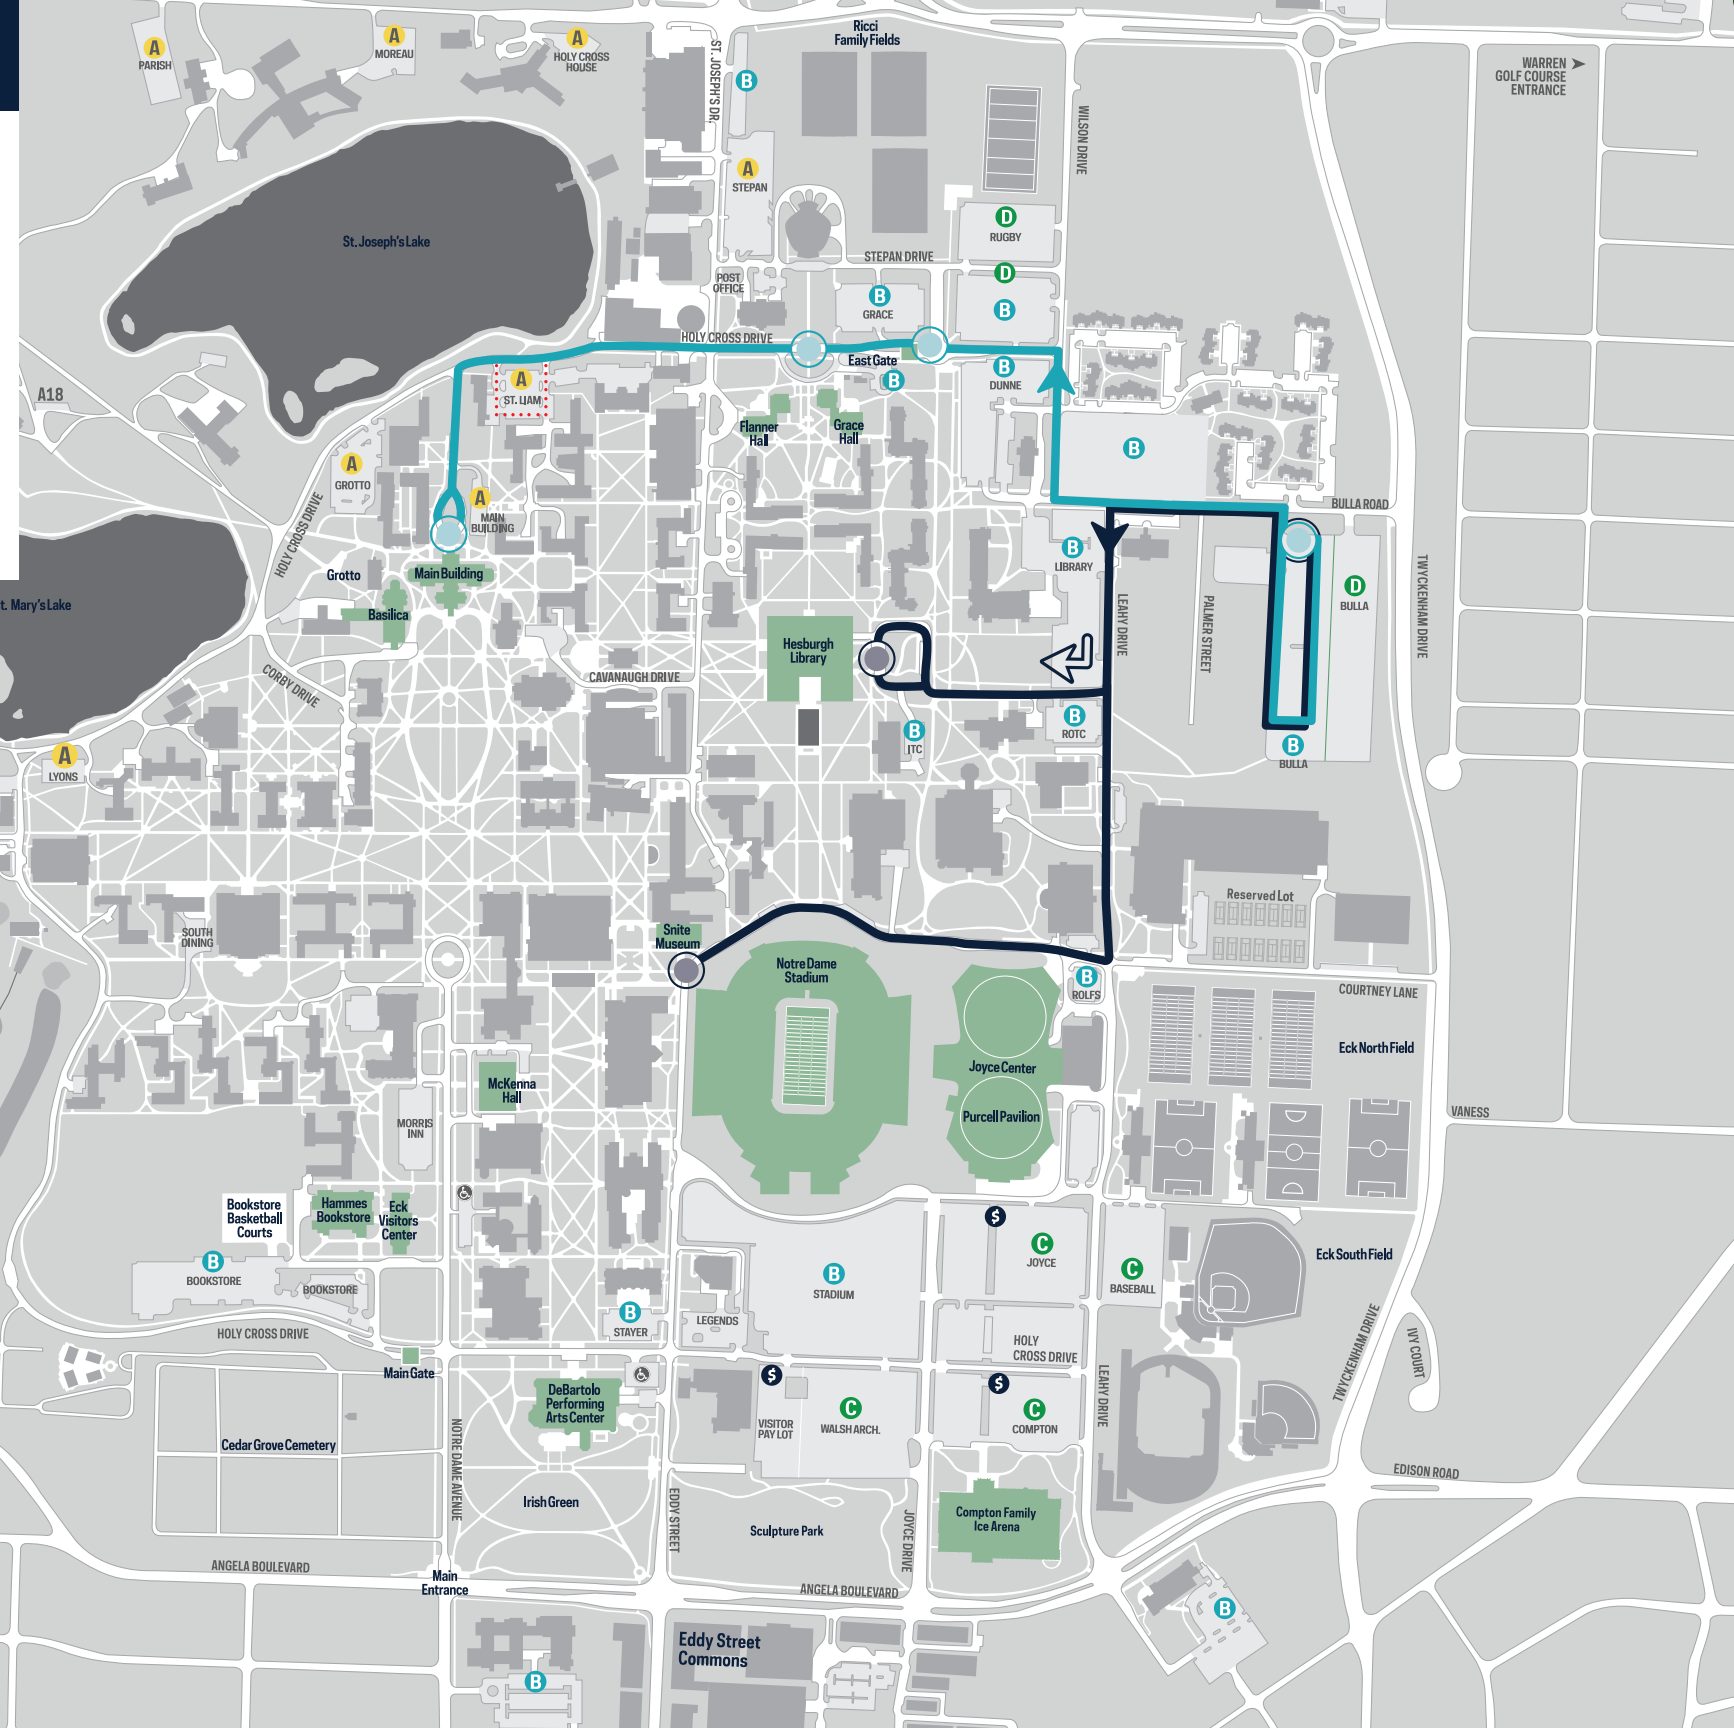 Ricci
Family Fields
A
PARISH
A
MOREAU
A
HOLY CROSS
HOUSE
ST. JOSEPH'S DR.
B
WILSON DRIVE
WARREN
GOLF COURSE
ENTRANCE
A
STEPAN
D
RUGBY
St. Joseph's Lake
STEPAN DRIVE
POST
OFFICE
D
B
GRACE
B
HOLY CROSS DRIVE
East Gate
B
DUNNE
A
ST. LIAM
A18
Flanner
Hall
Grace
Hall
B
A
GROTTO
A
MAIN
BUILDING
HOLY CROSS DRIVE
BULLA ROAD
B
LIBRARY
Grotto
Main Building
Basilica
D
BULLA
t. Mary's Lake
LEAHY DRIVE
PALMER STREET
TWYCKENHAM DRIVE
Hesburgh
Library
CORBY DRIVE
CAVANAUGH DRIVE
B
ROTC
B
ITC
B
BULLA
A
LYONS
Reserved Lot
SOUTH
DINING
Snite
Museum
Notre Dame
Stadium
B
ROLFS
COURTNEY LANE
Eck North Field
Joyce Center
McKenna
Hall
Purcell Pavilion
MORRIS
INN
VANESS
Bookstore
Basketball
Courts
Hammes
Bookstore
Eck
Visitors
Center
$
C
JOYCE
C
BASEBALL
Eck South Field
B
BOOKSTORE
BOOKSTORE
B
STADIUM
B
STAYER
LEGENDS
HOLY CROSS DRIVE
HOLY
CROSS DRIVE
TWYCKENHAM DRIVE
IVY COURT
Main Gate
$
$
LEAHY DRIVE
DeBartolo
Performing
Arts Center
VISITOR
PAY LOT
C
WALSH ARCH.
C
COMPTON
Cedar Grove Cemetery
NOTRE DAME AVENUE
EDISON ROAD
Irish Green
EDDY STREET
Sculpture Park
JOYCE DRIVE
Compton Family
Ice Arena
ANGELA BOULEVARD
Main
Entrance
ANGELA BOULEVARD
B
Eddy Street
Commons
B